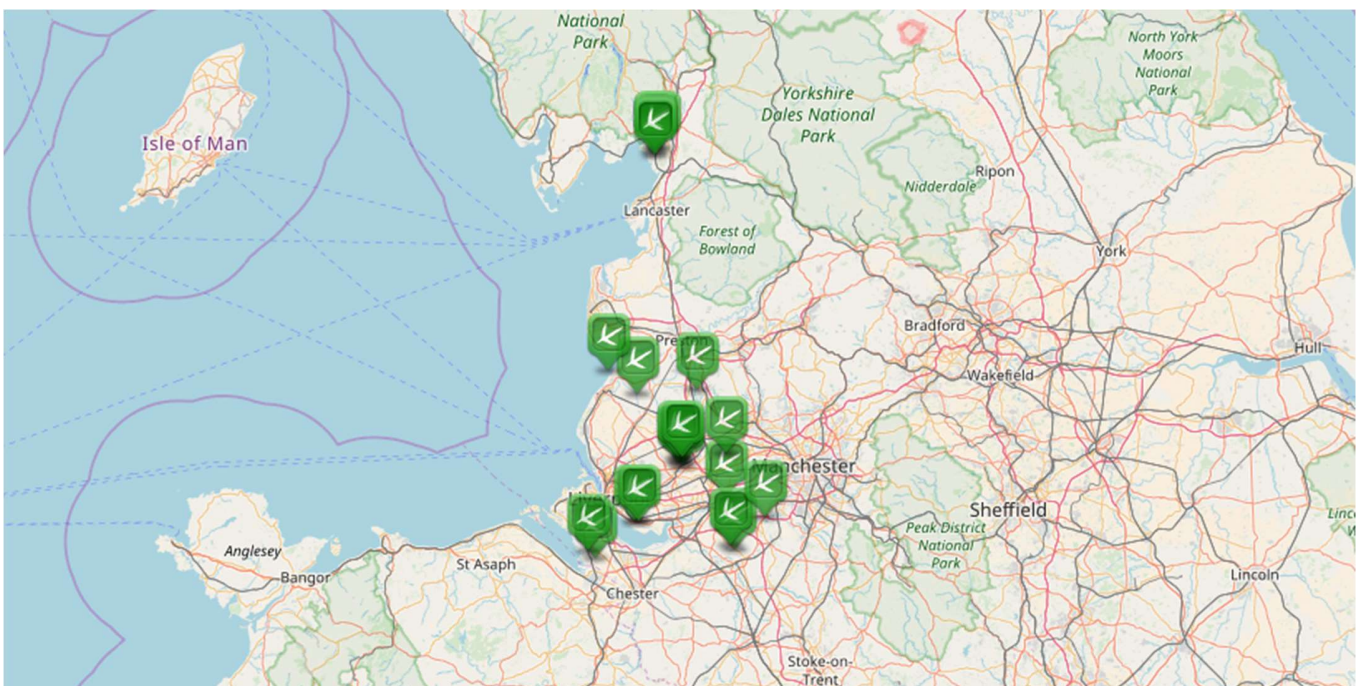 National
Park
North York
Moors
National
Park
Yorkshire
Dales National
Park
Isle of Man
Ripon
Nidderdale
Lancaster
Forest of
Bowland
York
Bradford
Preston
Hull
Wakefield
Manchester
Liverp
Sheffield
Peak District
National
Park
Linc
Anglesey
St Asaph
Bangor
Lincoln
Chester
Stoke-on-
Trent